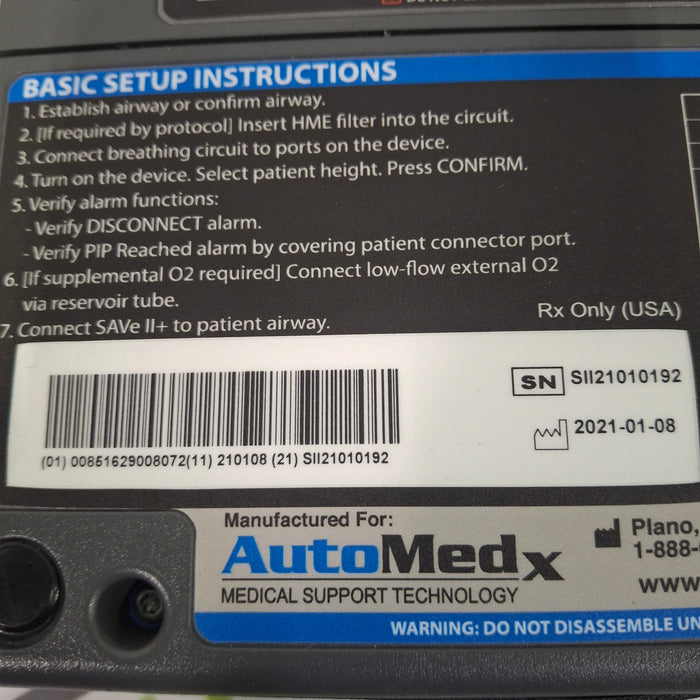 BASIC SETUP INSTRUCTIONS
1. Establish airway or confirm airway.
2. [If required by protocol] Insert HME filter into the circuit.
3. Connect breathing circuit to ports on the device.
4. Turn on the device. Select patient height. Press CONFIRM.
5. Verify alarm functions:
- Verify DISCONNECT alarm.
- Verify PIP Reached alarm by covering patient connector port.
6. [If supplemental O2 required] Connect low-flow external O2
via reservoir tube.
7. Connect SAVe II+ to patient airway.
Rx Only (USA)
SN SII21010192
2021-01-08
(01) 00851629008072(11) 210108 (21) SII21010192
Manufactured For:
AutoMedx
MEDICAL SUPPORT TECHNOLOGY
Plano,
1-888-
www.
WARNING: DO NOT DISASSEMBLE UN